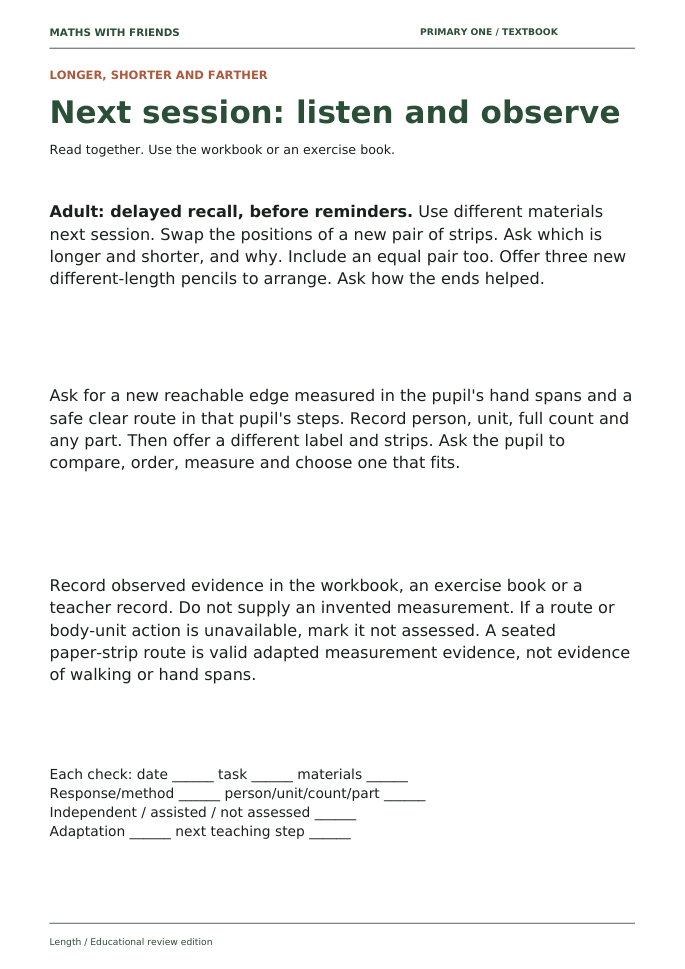 MATHS WITH FRIENDS
PRIMARY ONE / TEXTBOOK
LONGER, SHORTER AND FARTHER
Next session: listen and observe
Read together. Use the workbook or an exercise book.
Adult: delayed recall, before reminders. Use different materials
next session. Swap the positions of a new pair of strips. Ask which is
longer and shorter, and why. Include an equal pair too. Offer three new
different-length pencils to arrange. Ask how the ends helped.
Ask for a new reachable edge measured in the pupil's hand spans and a
safe clear route in that pupil's steps. Record person, unit, full count and
any part. Then offer a different label and strips. Ask the pupil to
compare, order, measure and choose one that fits.
Record observed evidence in the workbook, an exercise book or a
teacher record. Do not supply an invented measurement. If a route or
body-unit action is unavailable, mark it not assessed. A seated
paper-strip route is valid adapted measurement evidence, not evidence
of walking or hand spans.
Each check: date ______ task ______ materials ______
Response/method ______ person/unit/count/part ______
Independent / assisted / not assessed ______
Adaptation ______ next teaching step ______
Length / Educational review edition